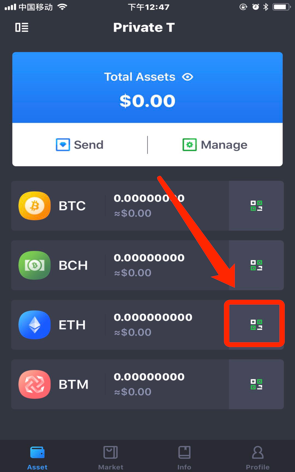 中国移动 下午12:47
Private T
Total Assets
$0.00
Send Manage
BTC 0.00000000
≈$0.00
BCH 0.00000000
≈$0.00
ETH 0.000000000
≈$0.00
BTM 0.00000000
≈$0.00
Asset Market Info Profile